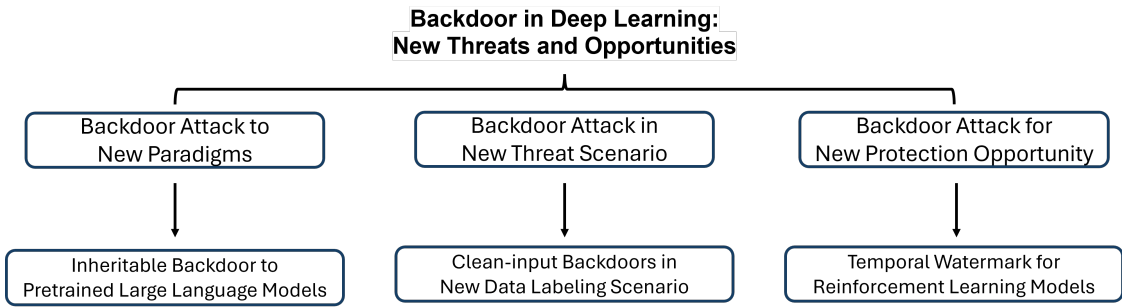 Backdoor in Deep Learning:
New Threats and Opportunities
Backdoor Attack to
New Paradigms
Backdoor Attack in
New Threat Scenario
Backdoor Attack for
New Protection Opportunity
Inheritable Backdoor to
Pretrained Large Language Models
Clean-input Backdoors in
New Data Labeling Scenario
Temporal Watermark for
Reinforcement Learning Models